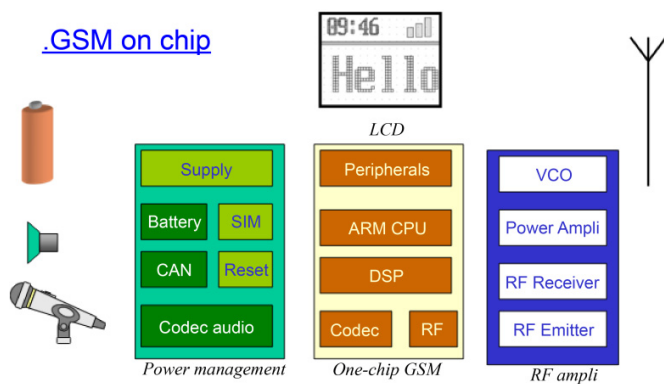 .GSM on chip
09:46
Hello
LCD
Supply
Battery SIM
CAN Reset
Codec audio
Power management
Peripherals
ARM CPU
DSP
Codec RF
One-chip GSM
VCO
Power Ampli
RF Receiver
RF Emitter
RF ampli